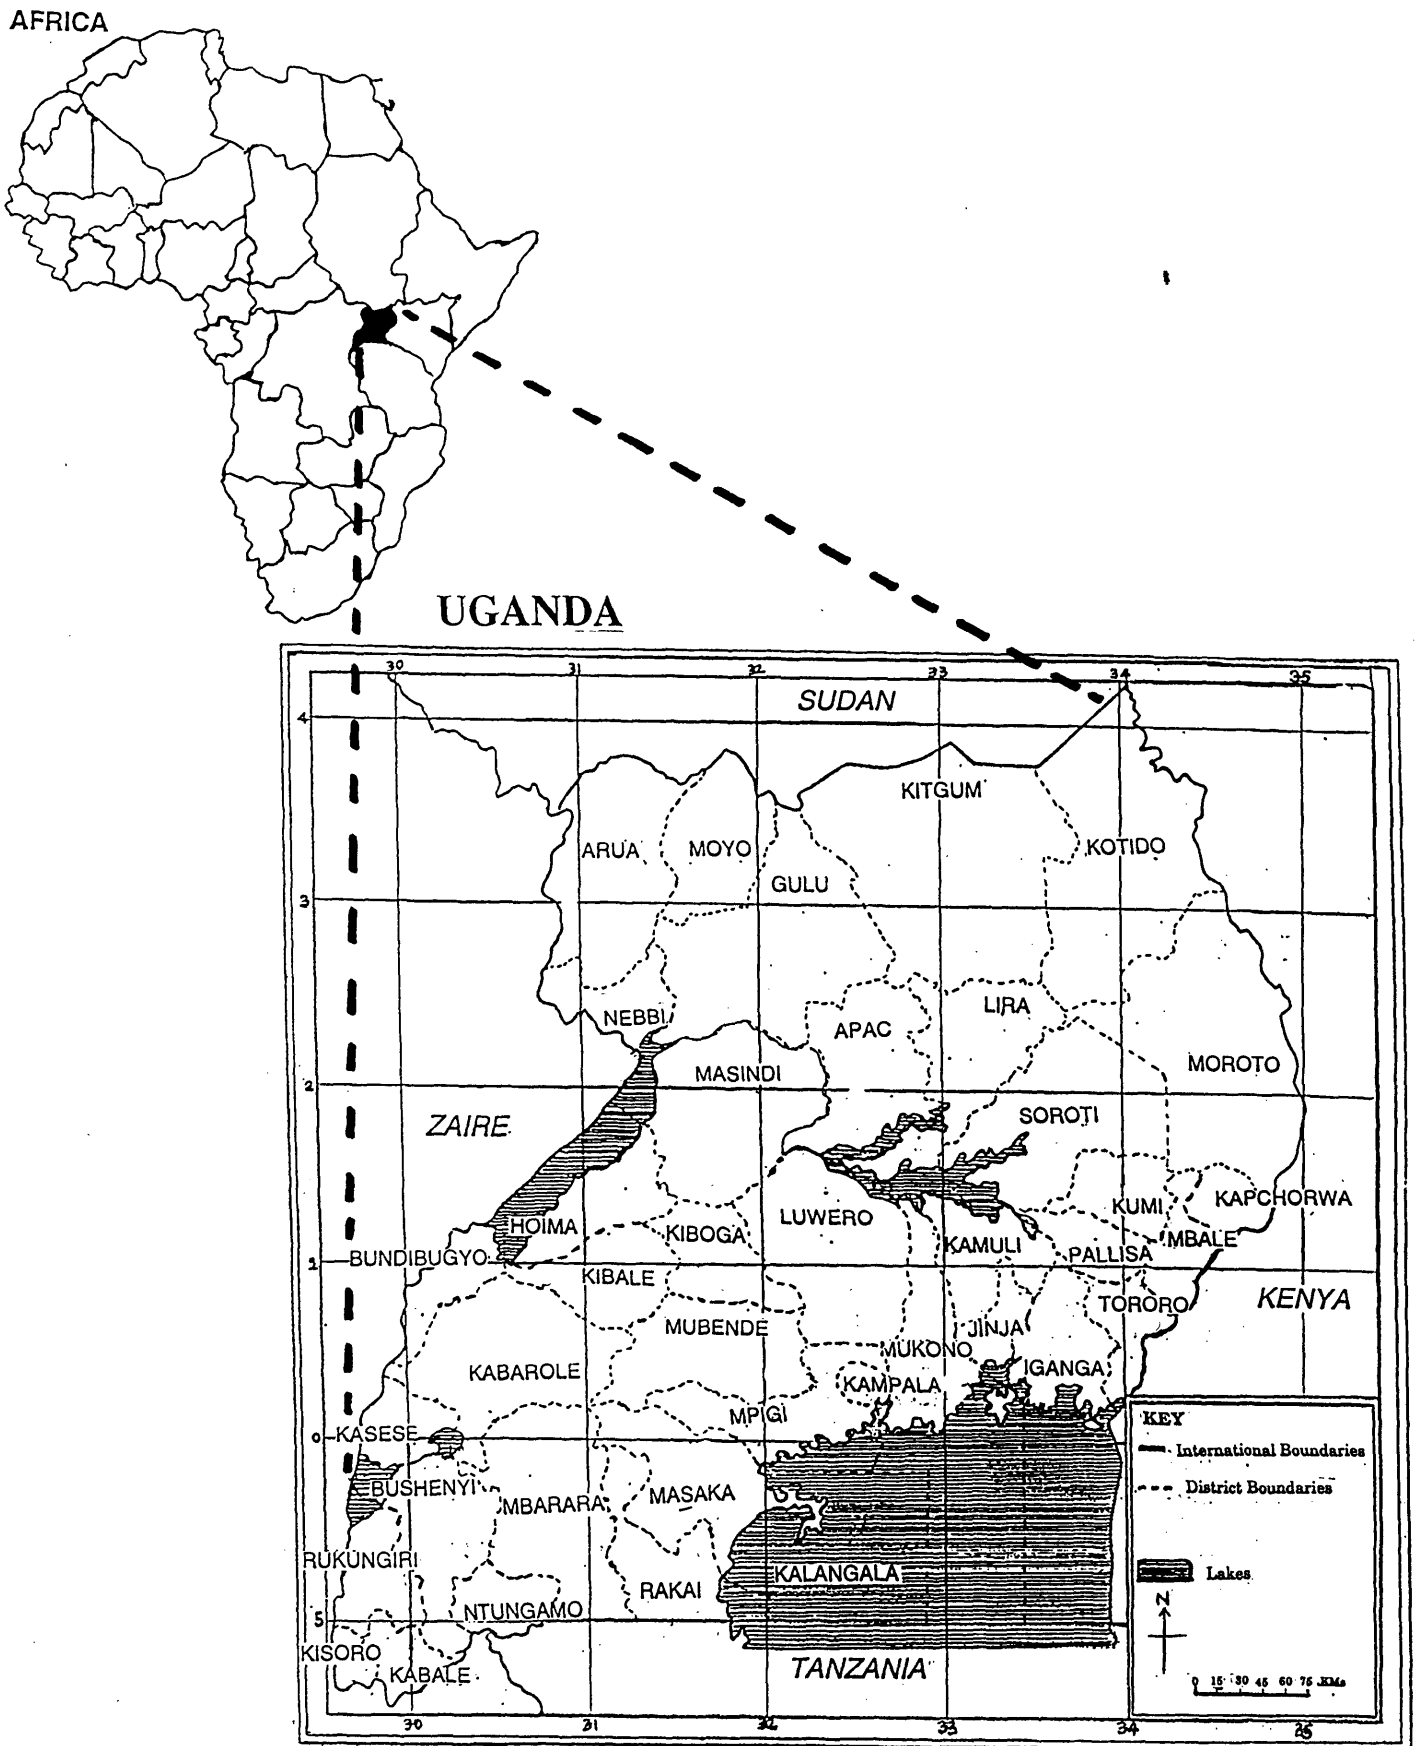 AFRICA
UGANDA
30 31 32 33 34 35
SUDAN
4
KITGUM
ARUA MOYO KOTIDO
GULU
3
NEBBI APAC LIRA
MASINDI MOROTO
2
ZAIRE SOROTI
HOIMA KIBOGA LUWERO KUMI KAPCHORWA
BUNDIBUGYO KAMULI PALLISA MBALE
1
KIBALE
TORORO KENYA
MUBENDE JINJA
MUKONO
KABAROLE KAMPALA IGANGA
MPIGI
KASESE
0
BUSHENYI MBARARA MASAKA
RUKUNGIRI
KALANGALA
RAKAI
NTUNGAMO
5
KISORO
KABALE
TANZANIA
30 31 32 33 34 35
KEY
International Boundaries
District Boundaries
Lakes
N
0 15 30 45 60 75 KMs